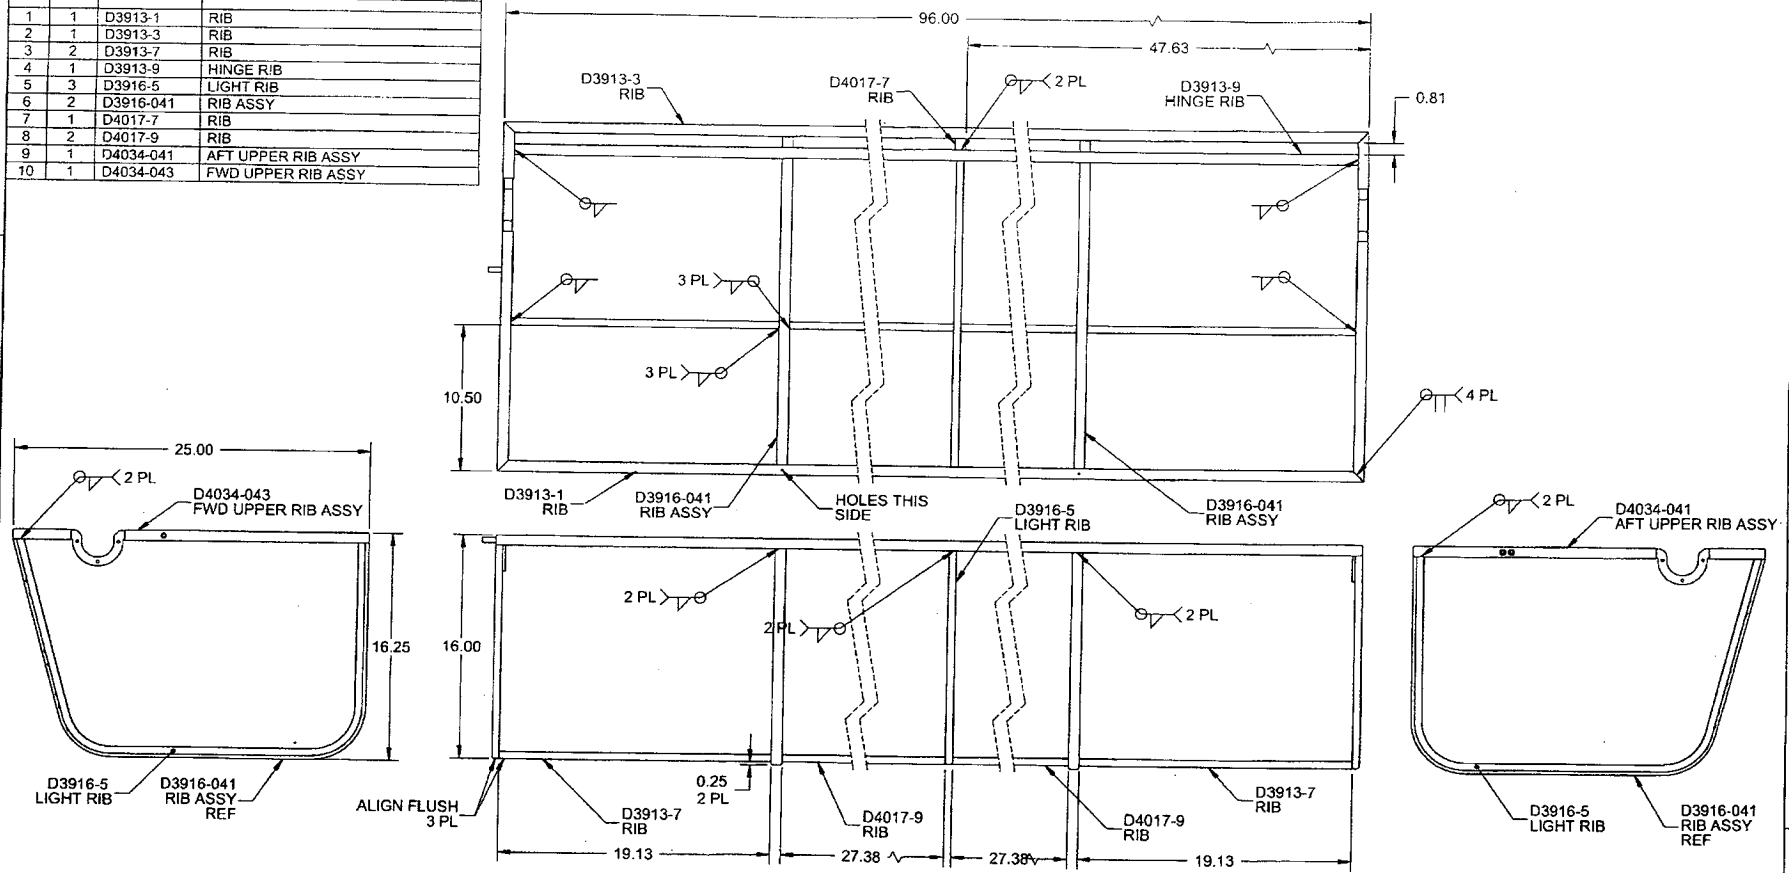 1 1 D3913-1 RIB
2 1 D3913-3 RIB
3 2 D3913-7 RIB
4 1 D3913-9 HINGE RIB
5 3 D3916-5 LIGHT RIB
6 2 D3916-041 RIB ASSY
7 1 D4017-7 RIB
8 2 D4017-9 RIB
9 1 D4034-041 AFT UPPER RIB ASSY
10 1 D4034-043 FWD UPPER RIB ASSY
96.00
47.63
D3913-3
RIB
D4017-7
RIB
2 PL
D3913-9
HINGE RIB
0.81
3 PL
3 PL
10.50
4 PL
D3913-1
RIB
D3916-041
RIB ASSY
HOLES THIS
SIDE
D3916-041
RIB ASSY
25.00
2 PL
D4034-043
FWD UPPER RIB ASSY
16.25
D3916-5
LIGHT RIB
D3916-041
RIB ASSY
REF
D3916-5
LIGHT RIB
16.00
2 PL
2 PL
2 PL
0.25
2 PL
ALIGN FLUSH
3 PL
D3913-7
RIB
D4017-9
RIB
D4017-9
RIB
D3913-7
RIB
19.13
27.38
27.38
19.13
2 PL
D4034-041
AFT UPPER RIB ASSY
D3916-5
LIGHT RIB
D3916-041
RIB ASSY
REF